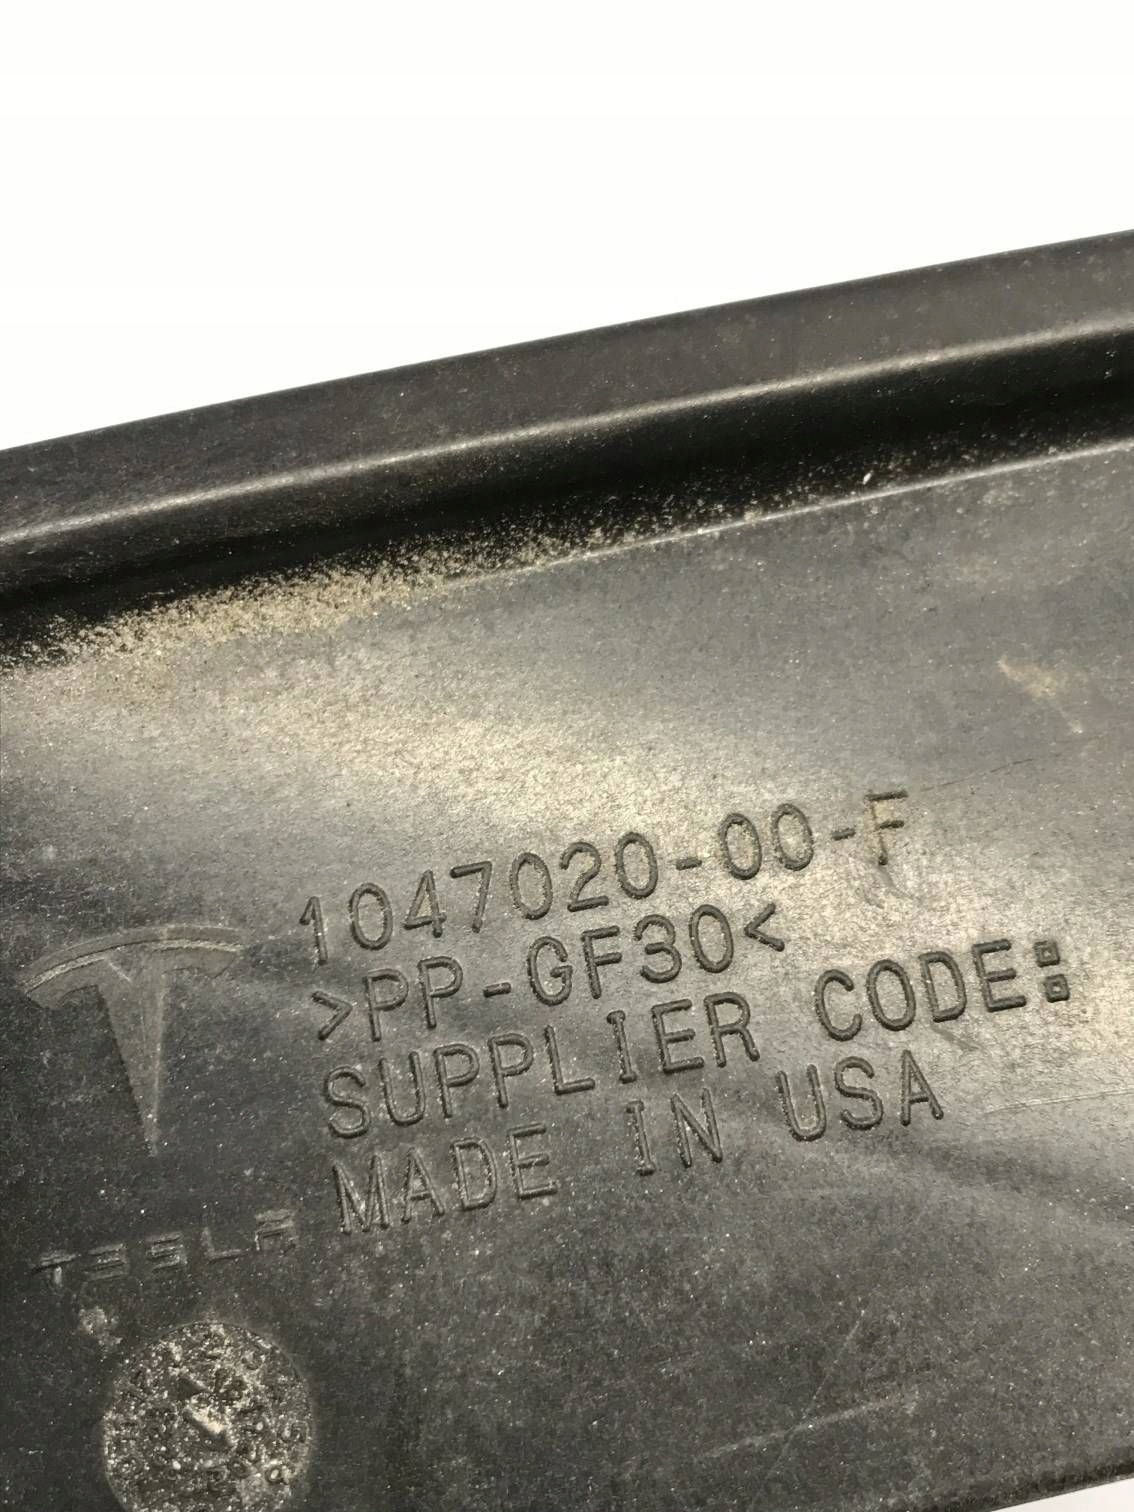 1047020-00-F
>PP-GF30<
SUPPLIER CODE:
MADE IN USA
TESLA